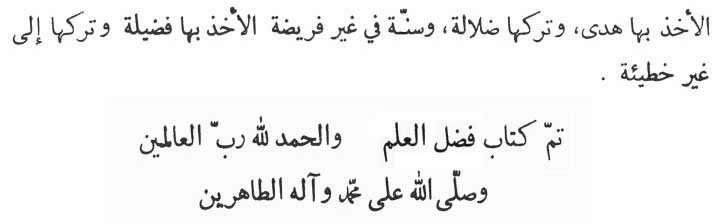 الأخذ بها هدى، وتركها ضلالة، وسنّة في غير فريضة الأخذ بها فضيلة وتركها إلى
غير خطيئة .
تمّ كتاب فضل العلم والحمد لله ربّ العالمين
وصلّى الله على محمّد وآله الطاهرين